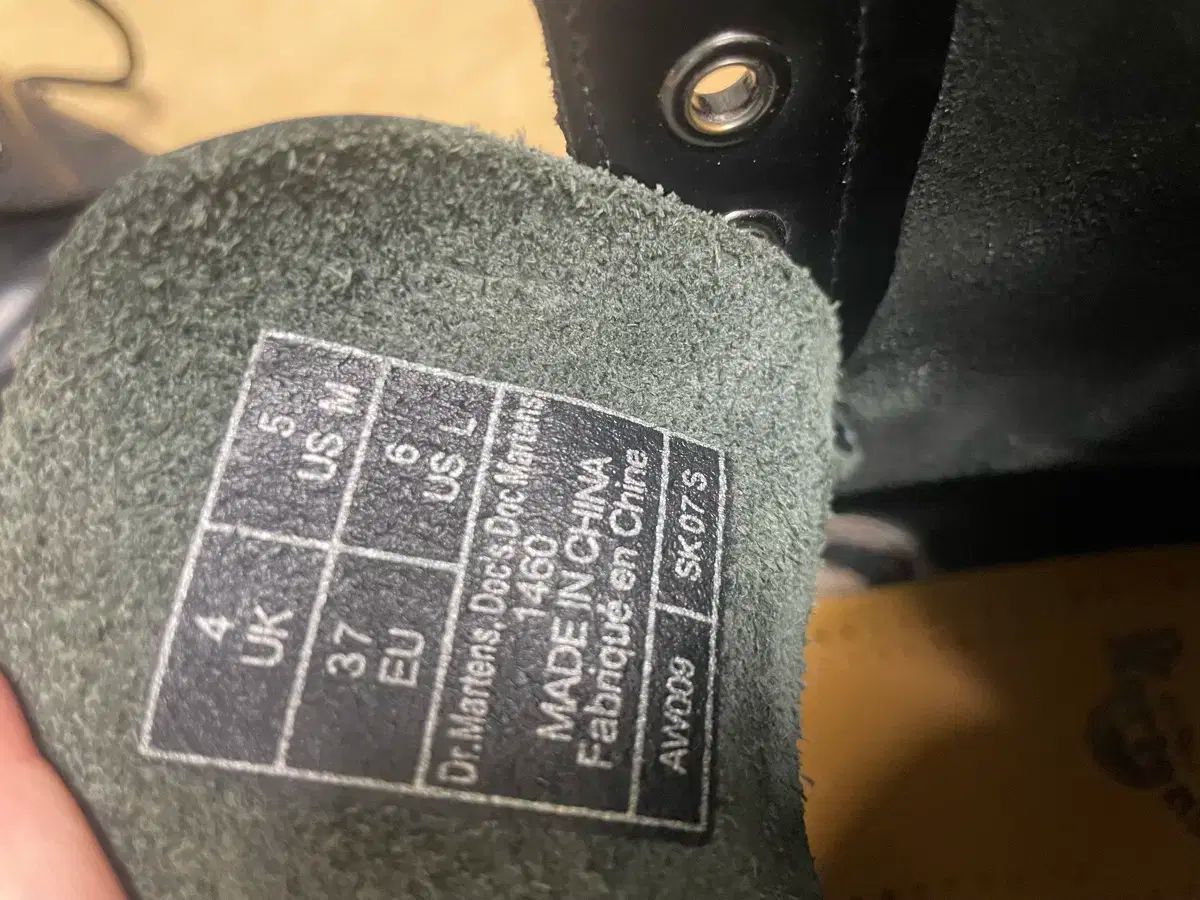 4 UK
5 US M
37 EU
6 US L
Dr.Martens.Doc's.Doc Martens
1460
MADE IN CHINA
Fabriqué en Chine
AW009
SK 07 S